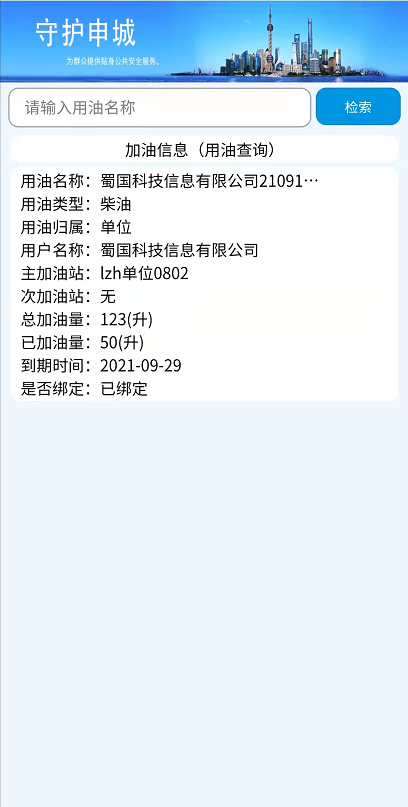 守护申城
为群众提供贴身公共安全服务。
请输入用油名称
检索
加油信息（用油查询）
用油名称：蜀国科技信息有限公司21091…
用油类型：柴油
用油归属：单位
用户名称：蜀国科技信息有限公司
主加油站：lzh单位0802
次加油站：无
总加油量：123(升)
已加油量：50(升)
到期时间：2021-09-29
是否绑定：已绑定